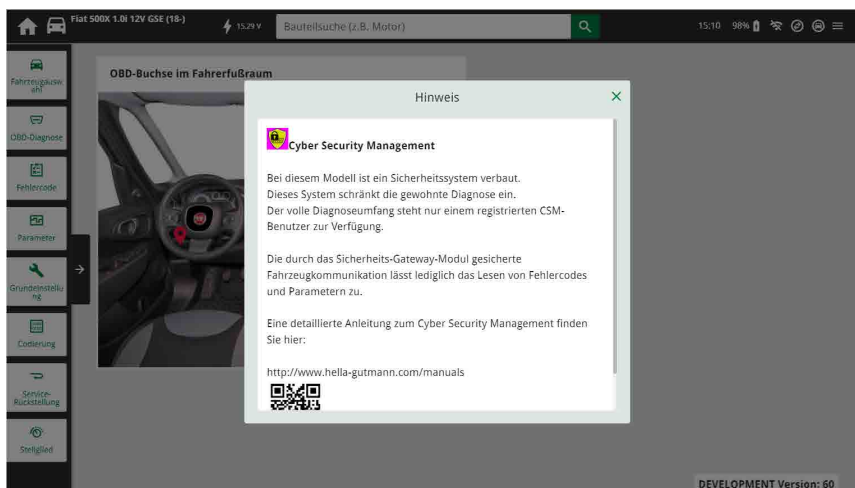 Fiat 500X 1.0i 12V GSE (18-)
15.29 V
Bauteilsuche (z.B. Motor)
15:10
98%
Fahrzeugausw
ahl
OBD-Diagnose
Fehlercode
Parameter
Grundeinstellu
ng
Codierung
Service-
Rückstellung
Stellglied
OBD-Buchse im Fahrerfußraum
Hinweis
Cyber Security Management
Bei diesem Modell ist ein Sicherheitssystem verbaut.
Dieses System schränkt die gewohnte Diagnose ein.
Der volle Diagnoseumfang steht nur einem registrierten CSM-
Benutzer zur Verfügung.
Die durch das Sicherheits-Gateway-Modul gesicherte
Fahrzeugkommunikation lässt lediglich das Lesen von Fehlercodes
und Parametern zu.
Eine detaillierte Anleitung zum Cyber Security Management finden
Sie hier:
http://www.hella-gutmann.com/manuals
DEVELOPMENT Version: 60